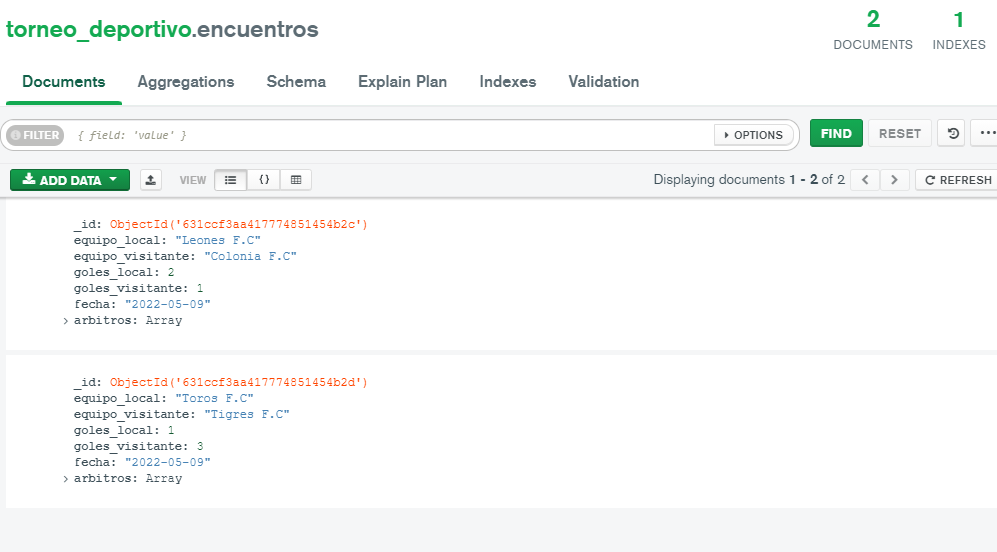 torneo_deportivo.encuentros
2 1
DOCUMENTS INDEXES
Documents Aggregations Schema Explain Plan Indexes Validation
FILTER { field: 'value' } OPTIONS FIND RESET ...
ADD DATA VIEW {} Displaying documents 1 - 2 of 2 < > REFRESH
_id: ObjectId('631ccf3aa417774851454b2c')
equipo_local: "Leones F.C"
equipo_visitante: "Colonia F.C"
goles_local: 2
goles_visitante: 1
fecha: "2022-05-09"
> arbitros: Array
_id: ObjectId('631ccf3aa417774851454b2d')
equipo_local: "Toros F.C"
equipo_visitante: "Tigres F.C"
goles_local: 1
goles_visitante: 3
fecha: "2022-05-09"
> arbitros: Array